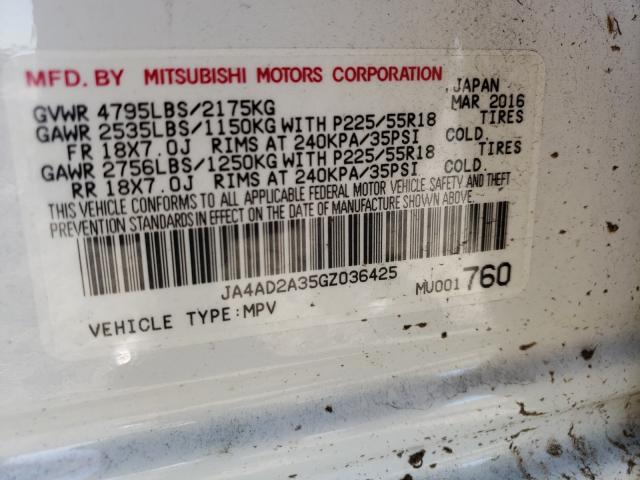 MFD. BY MITSUBISHI MOTORS CORPORATION JAPAN
GVWR 4795LBS/2175KG MAR 2016
GAWR 2535LBS/1150KG WITH P225/55R18 TIRES
FR 18X7.0J RIMS AT 240KPA/35PSI COLD.
GAWR 2756LBS/1250KG WITH P225/55R18 TIRES
RR 18X7.0J RIMS AT 240KPA/35PSI COLD.
THIS VEHICLE CONFORMS TO ALL APPLICABLE FEDERAL MOTOR VEHICLE SAFETY AND THEFT
PREVENTION STANDARDS IN EFFECT ON THE DATE OF MANUFACTURE SHOWN ABOVE.
JA4AD2A35GZ036425 MU001760
VEHICLE TYPE:MPV